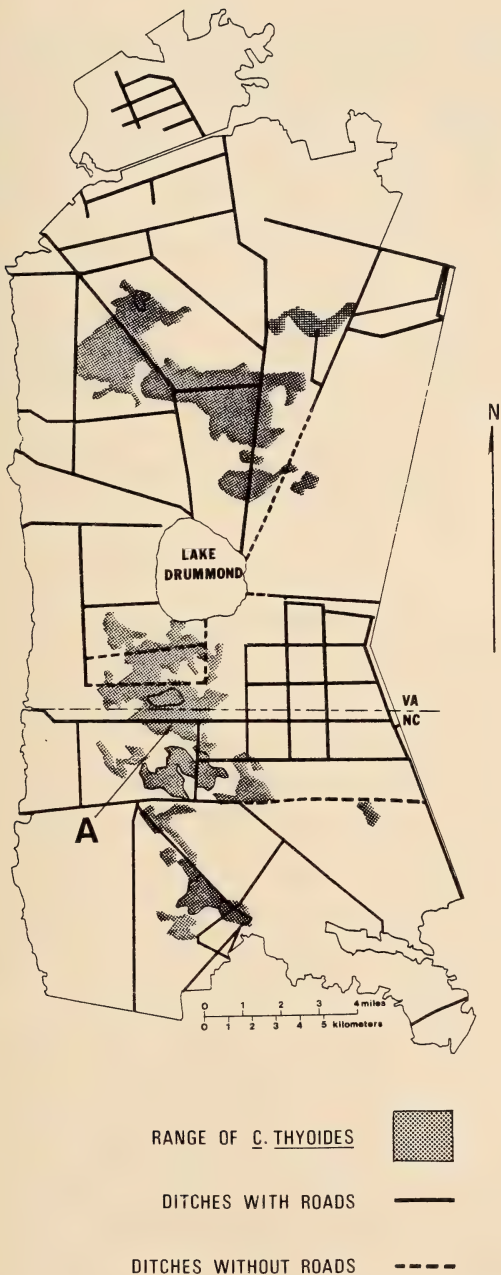 N
LAKE
DRUMMOND
VA
NC
A
0 1 2 3 4 miles
0 1 2 3 4 5 kilometers
RANGE OF C. THYOIDES
DITCHES WITH ROADS
DITCHES WITHOUT ROADS